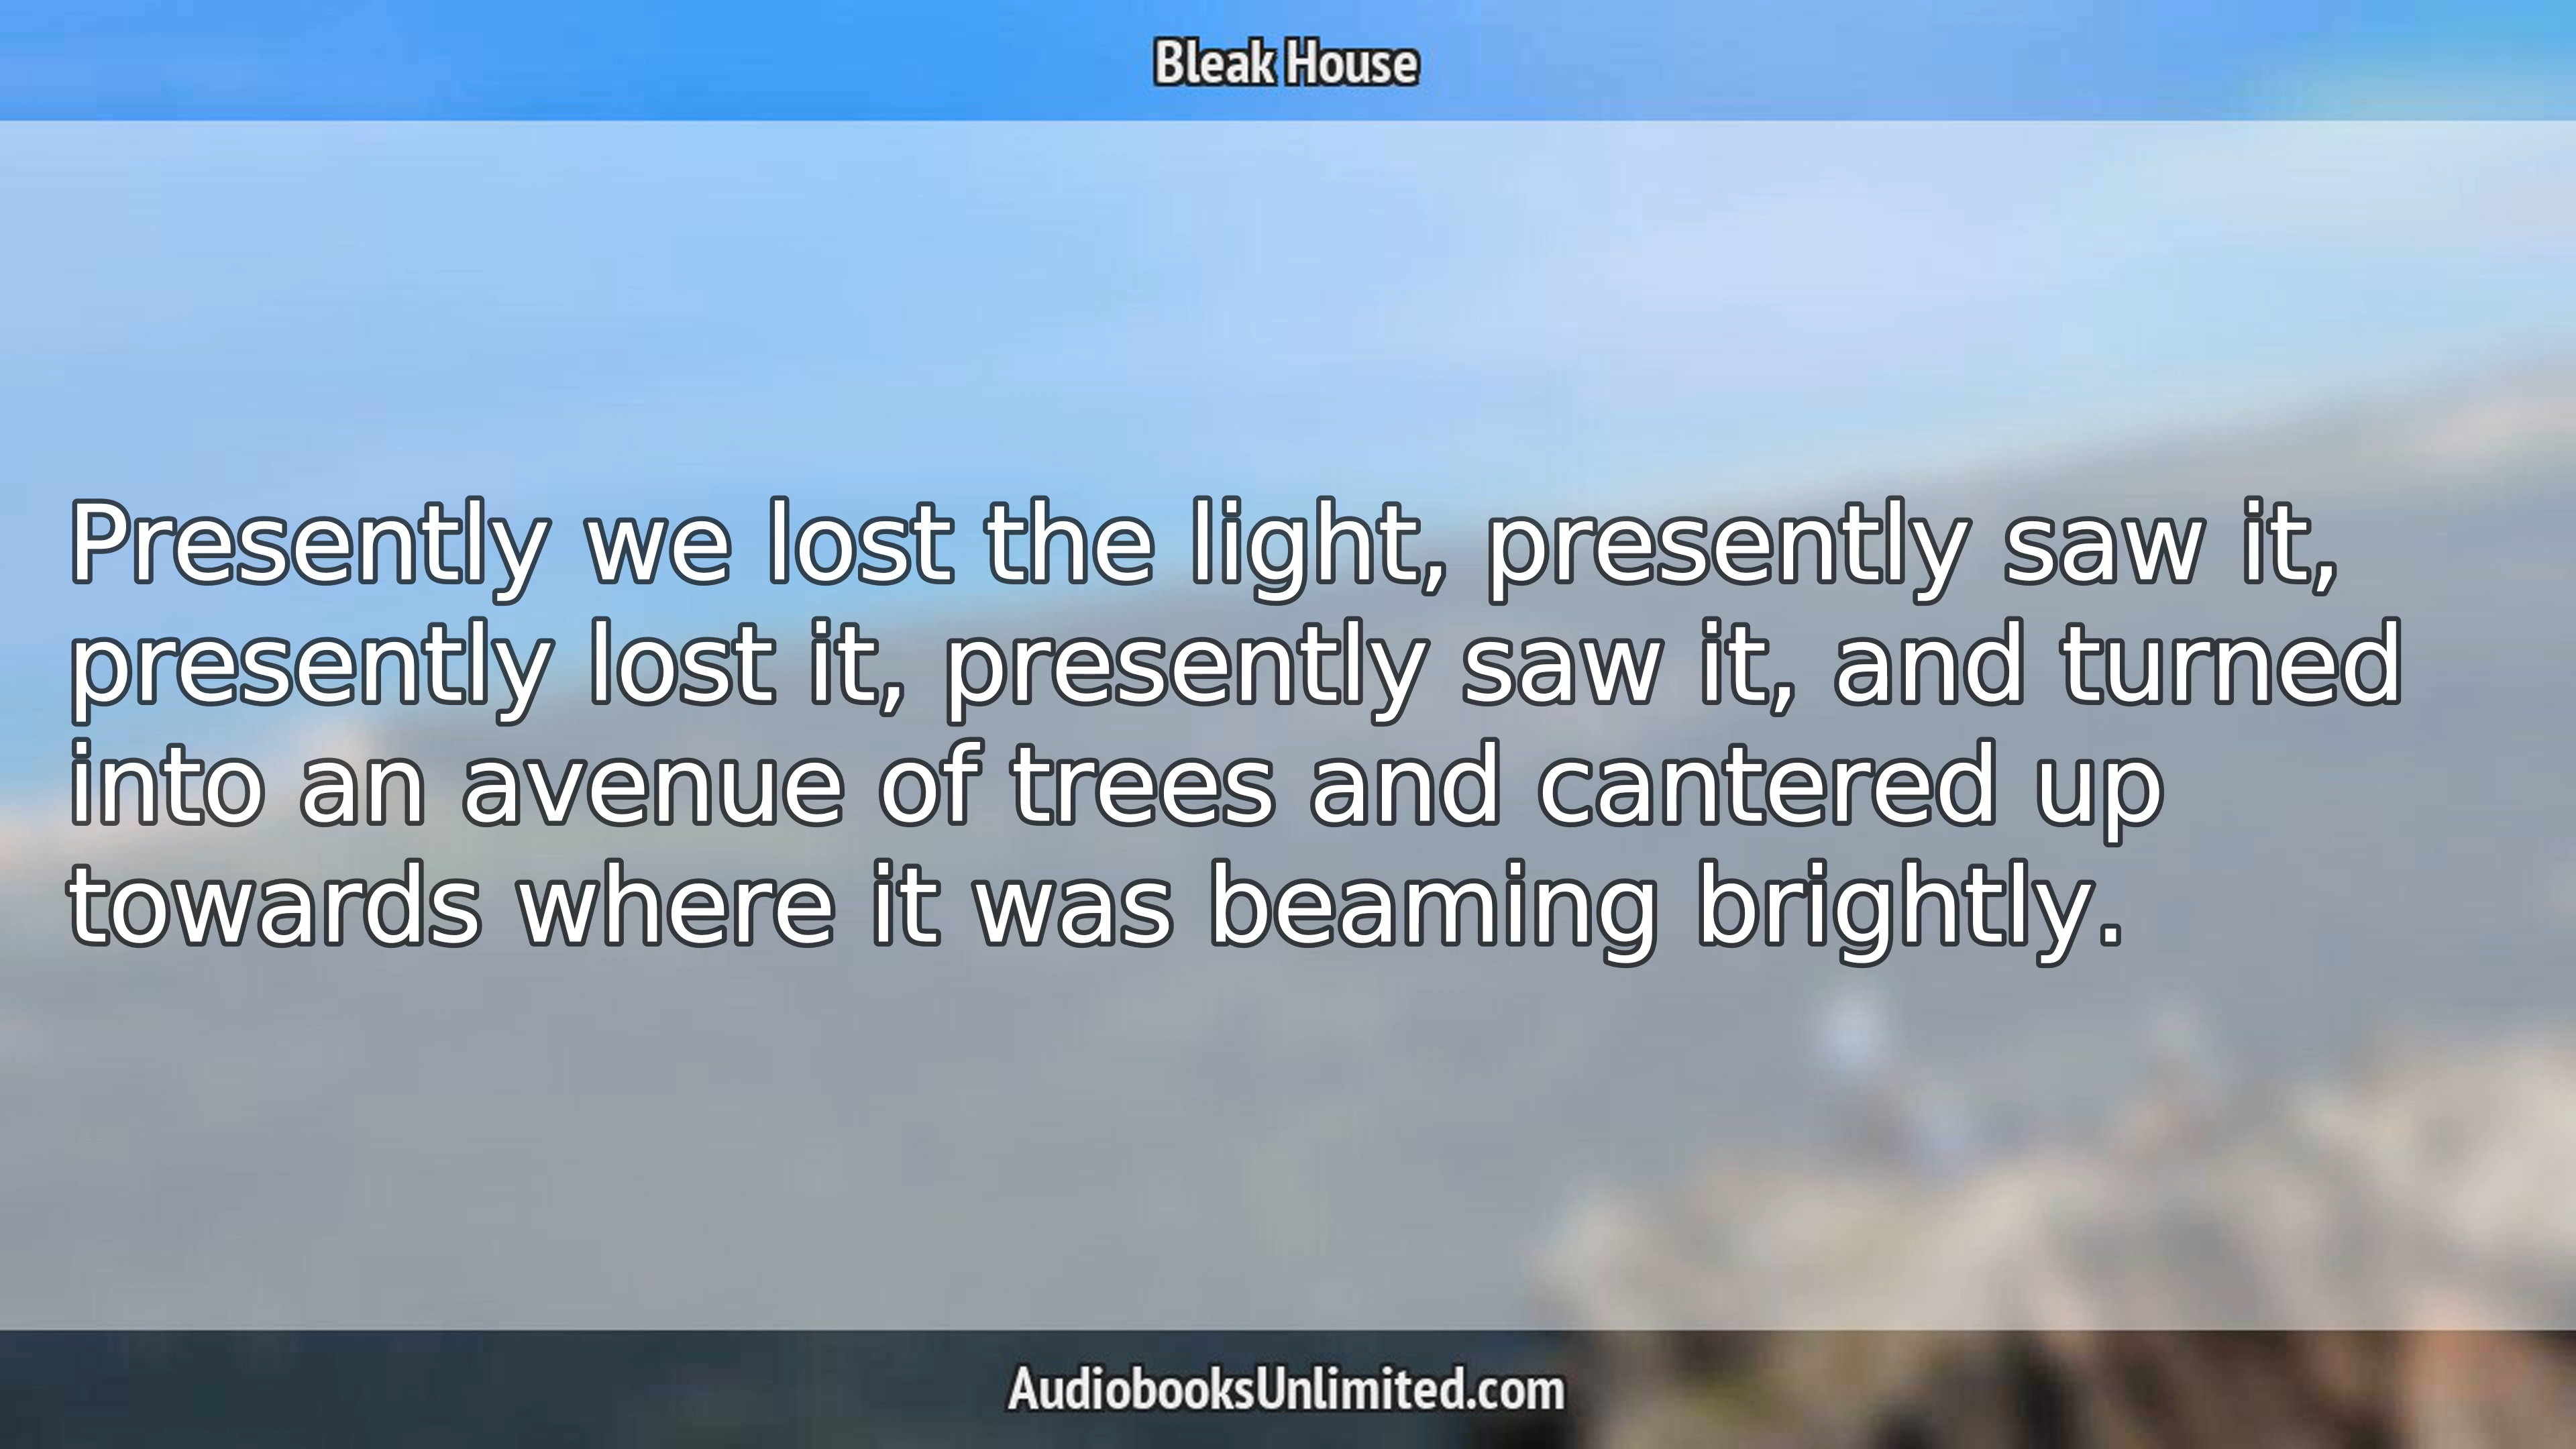 Bleak House
Presently we lost the light, presently saw it,
presently lost it, presently saw it, and turned
into an avenue of trees and cantered up
towards where it was beaming brightly.
AudiobooksUnlimited.com